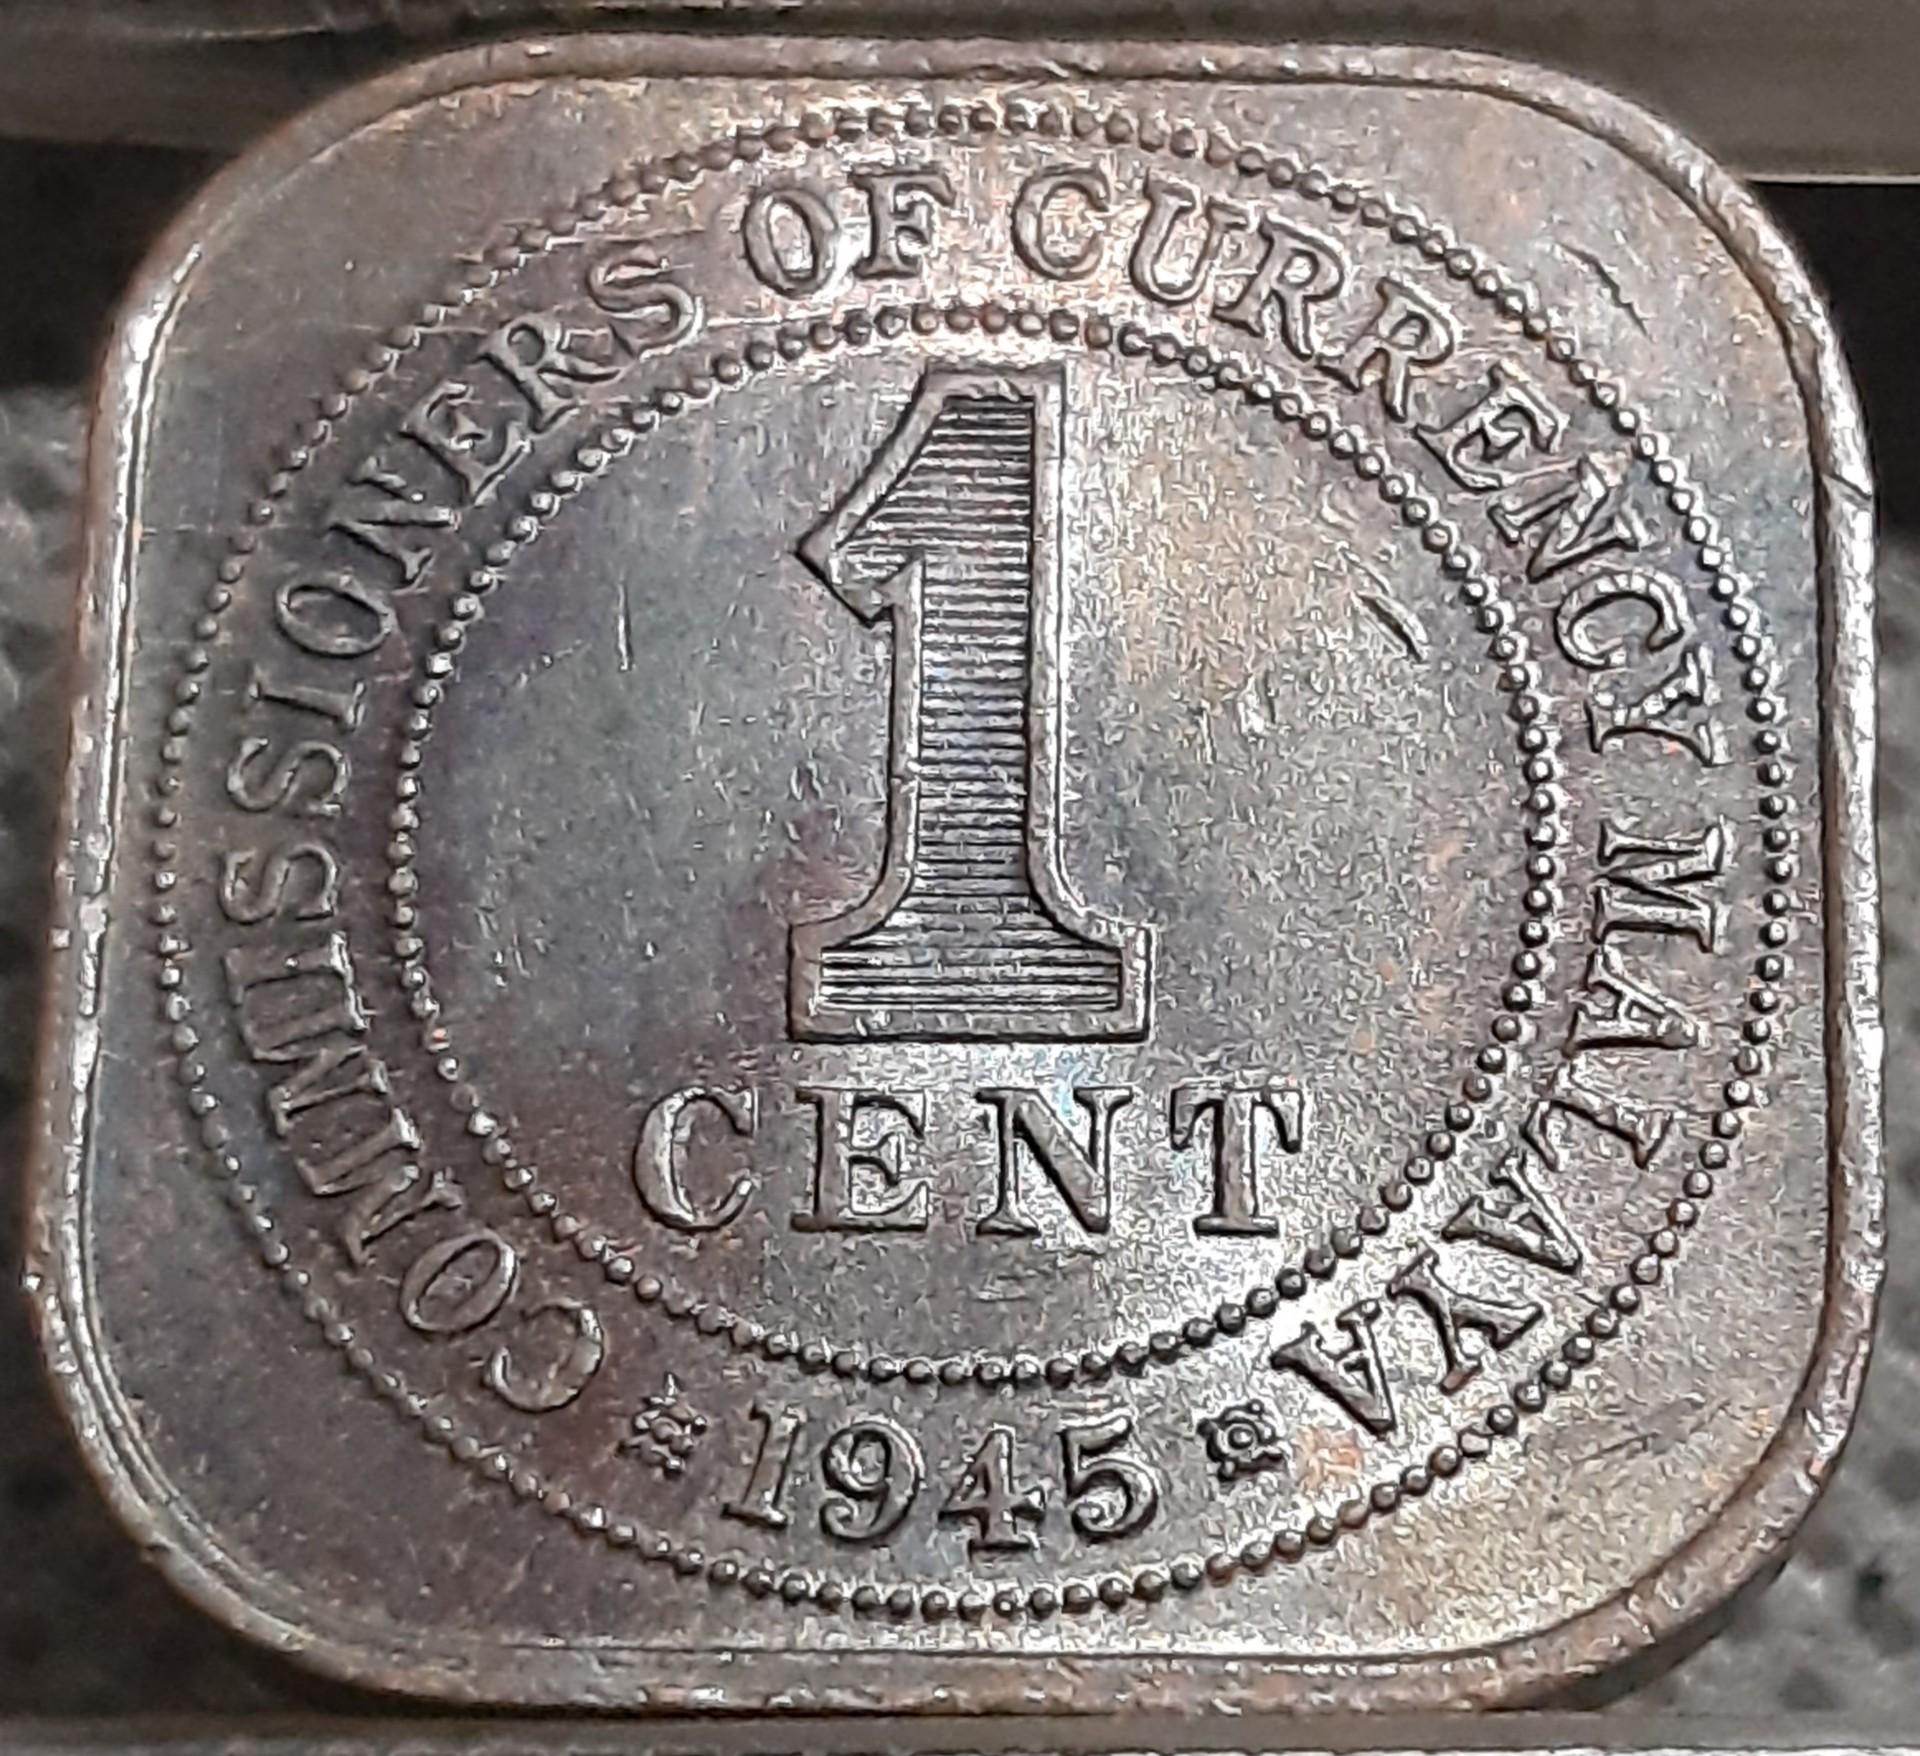 COMMISSIONERS OF CURRENCY MALAYA
1
CENT
1945